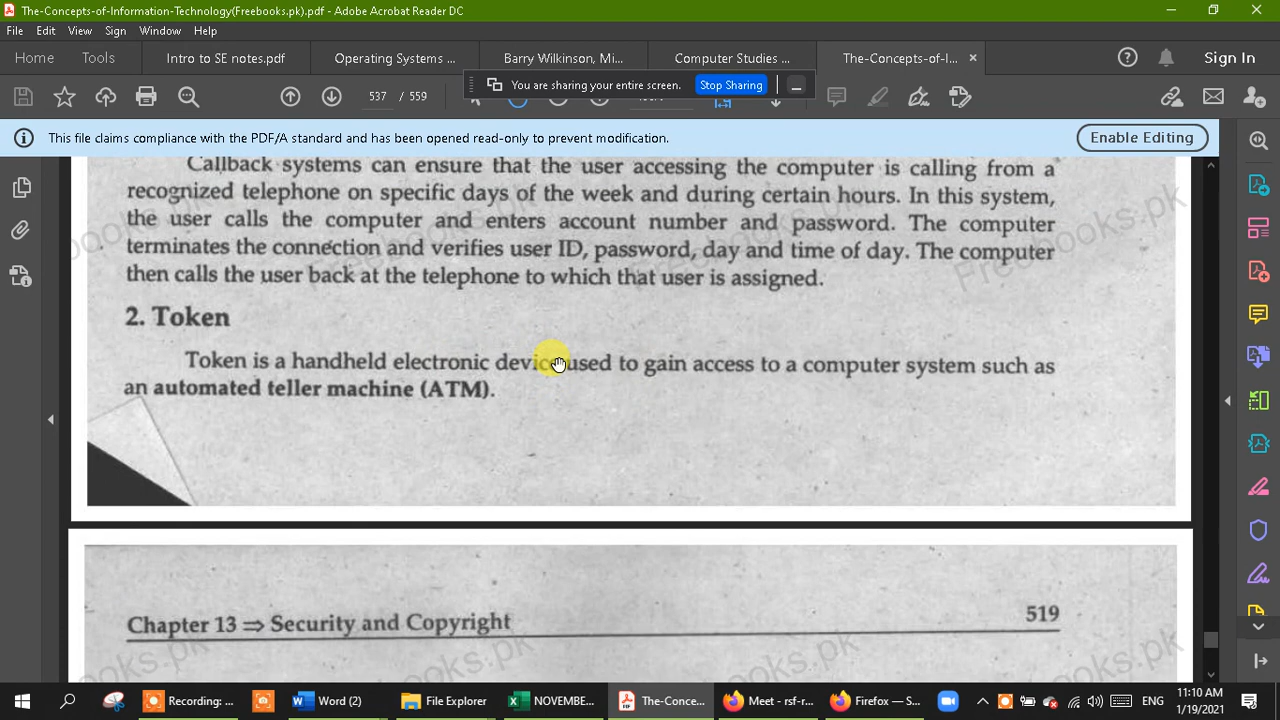 The-Concepts-of-Information-Technology(Freebooks.pk).pdf - Adobe Acrobat Reader DC
File Edit View Sign Window Help
Home Tools Intro to SE notes.pdf Operating Systems ... Barry Wilkinson, Mi... Computer Studies ... The-Concepts-of-I... Sign In
You are sharing your entire screen. Stop Sharing
537 / 559
This file claims compliance with the PDF/A standard and has been opened read-only to prevent modification. Enable Editing
Callback systems can ensure that the user accessing the computer is calling from a
recognized telephone on specific days of the week and during certain hours. In this system,
the user calls the computer and enters account number and password. The computer
terminates the connection and verifies user ID, password, day and time of day. The computer
then calls the user back at the telephone to which that user is assigned.
2. Token
Token is a handheld electronic device used to gain access to a computer system such as
an automated teller machine (ATM).
Chapter 13 ⇒ Security and Copyright 519
Freebooks.pk
Freebooks.pk
Recording: ... Word (2) File Explorer NOVEMBE... The-Conce... Meet - rsf-r... Firefox — S... ENG
11:10 AM
1/19/2021